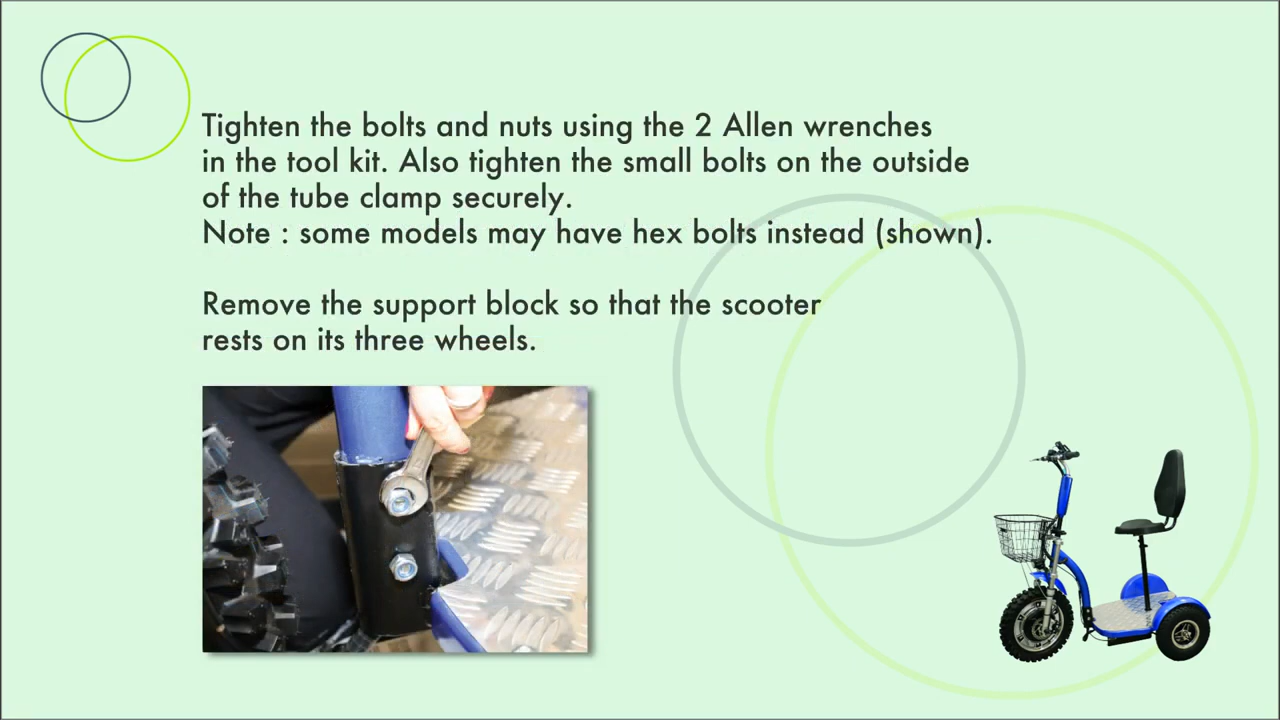 Tighten the bolts and nuts using the 2 Allen wrenches
in the tool kit. Also tighten the small bolts on the outside
of the tube clamp securely.
Note : some models may have hex bolts instead (shown).
Remove the support block so that the scooter
rests on its three wheels.